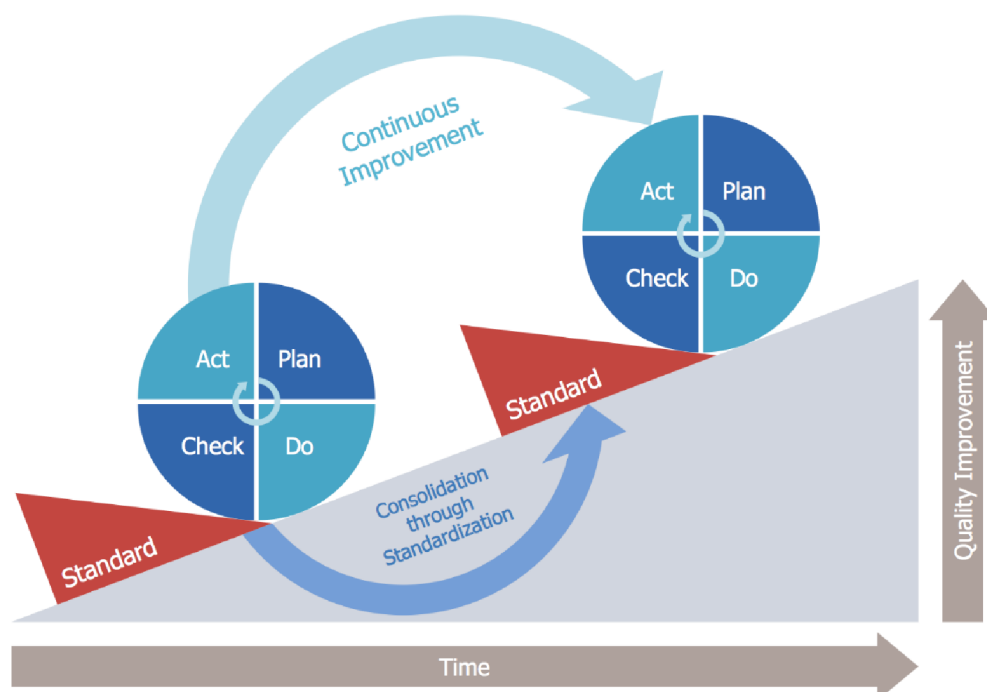 Continuous
Improvement
Act
Plan
Check
Do
Act
Plan
Check
Do
Standard
Standard
Consolidation
through
Standardization
Quality Improvement
Time